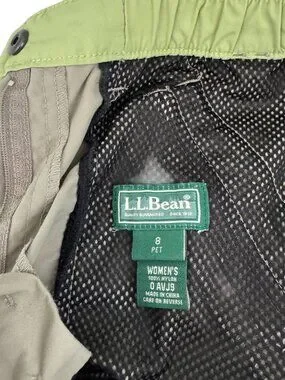 L.L.Bean
QUALITY GUARANTEED SINCE 1912
8
PET
WOMEN'S
100% NYLON
0 AVJ9
MADE IN CHINA
CARE ON REVERSE